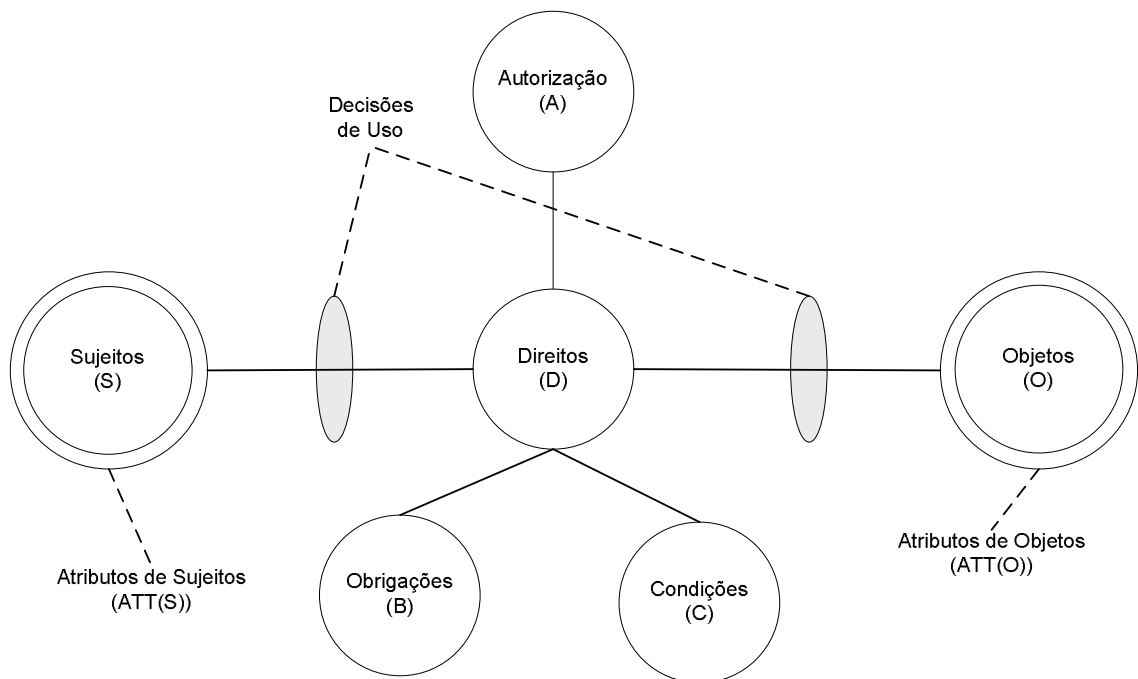 Autorização
(A)
Decisões
de Uso
Sujeitos
(S)
Direitos
(D)
Objetos
(O)
Atributos de Sujeitos
(ATT(S))
Obrigações
(B)
Condições
(C)
Atributos de Objetos
(ATT(O))